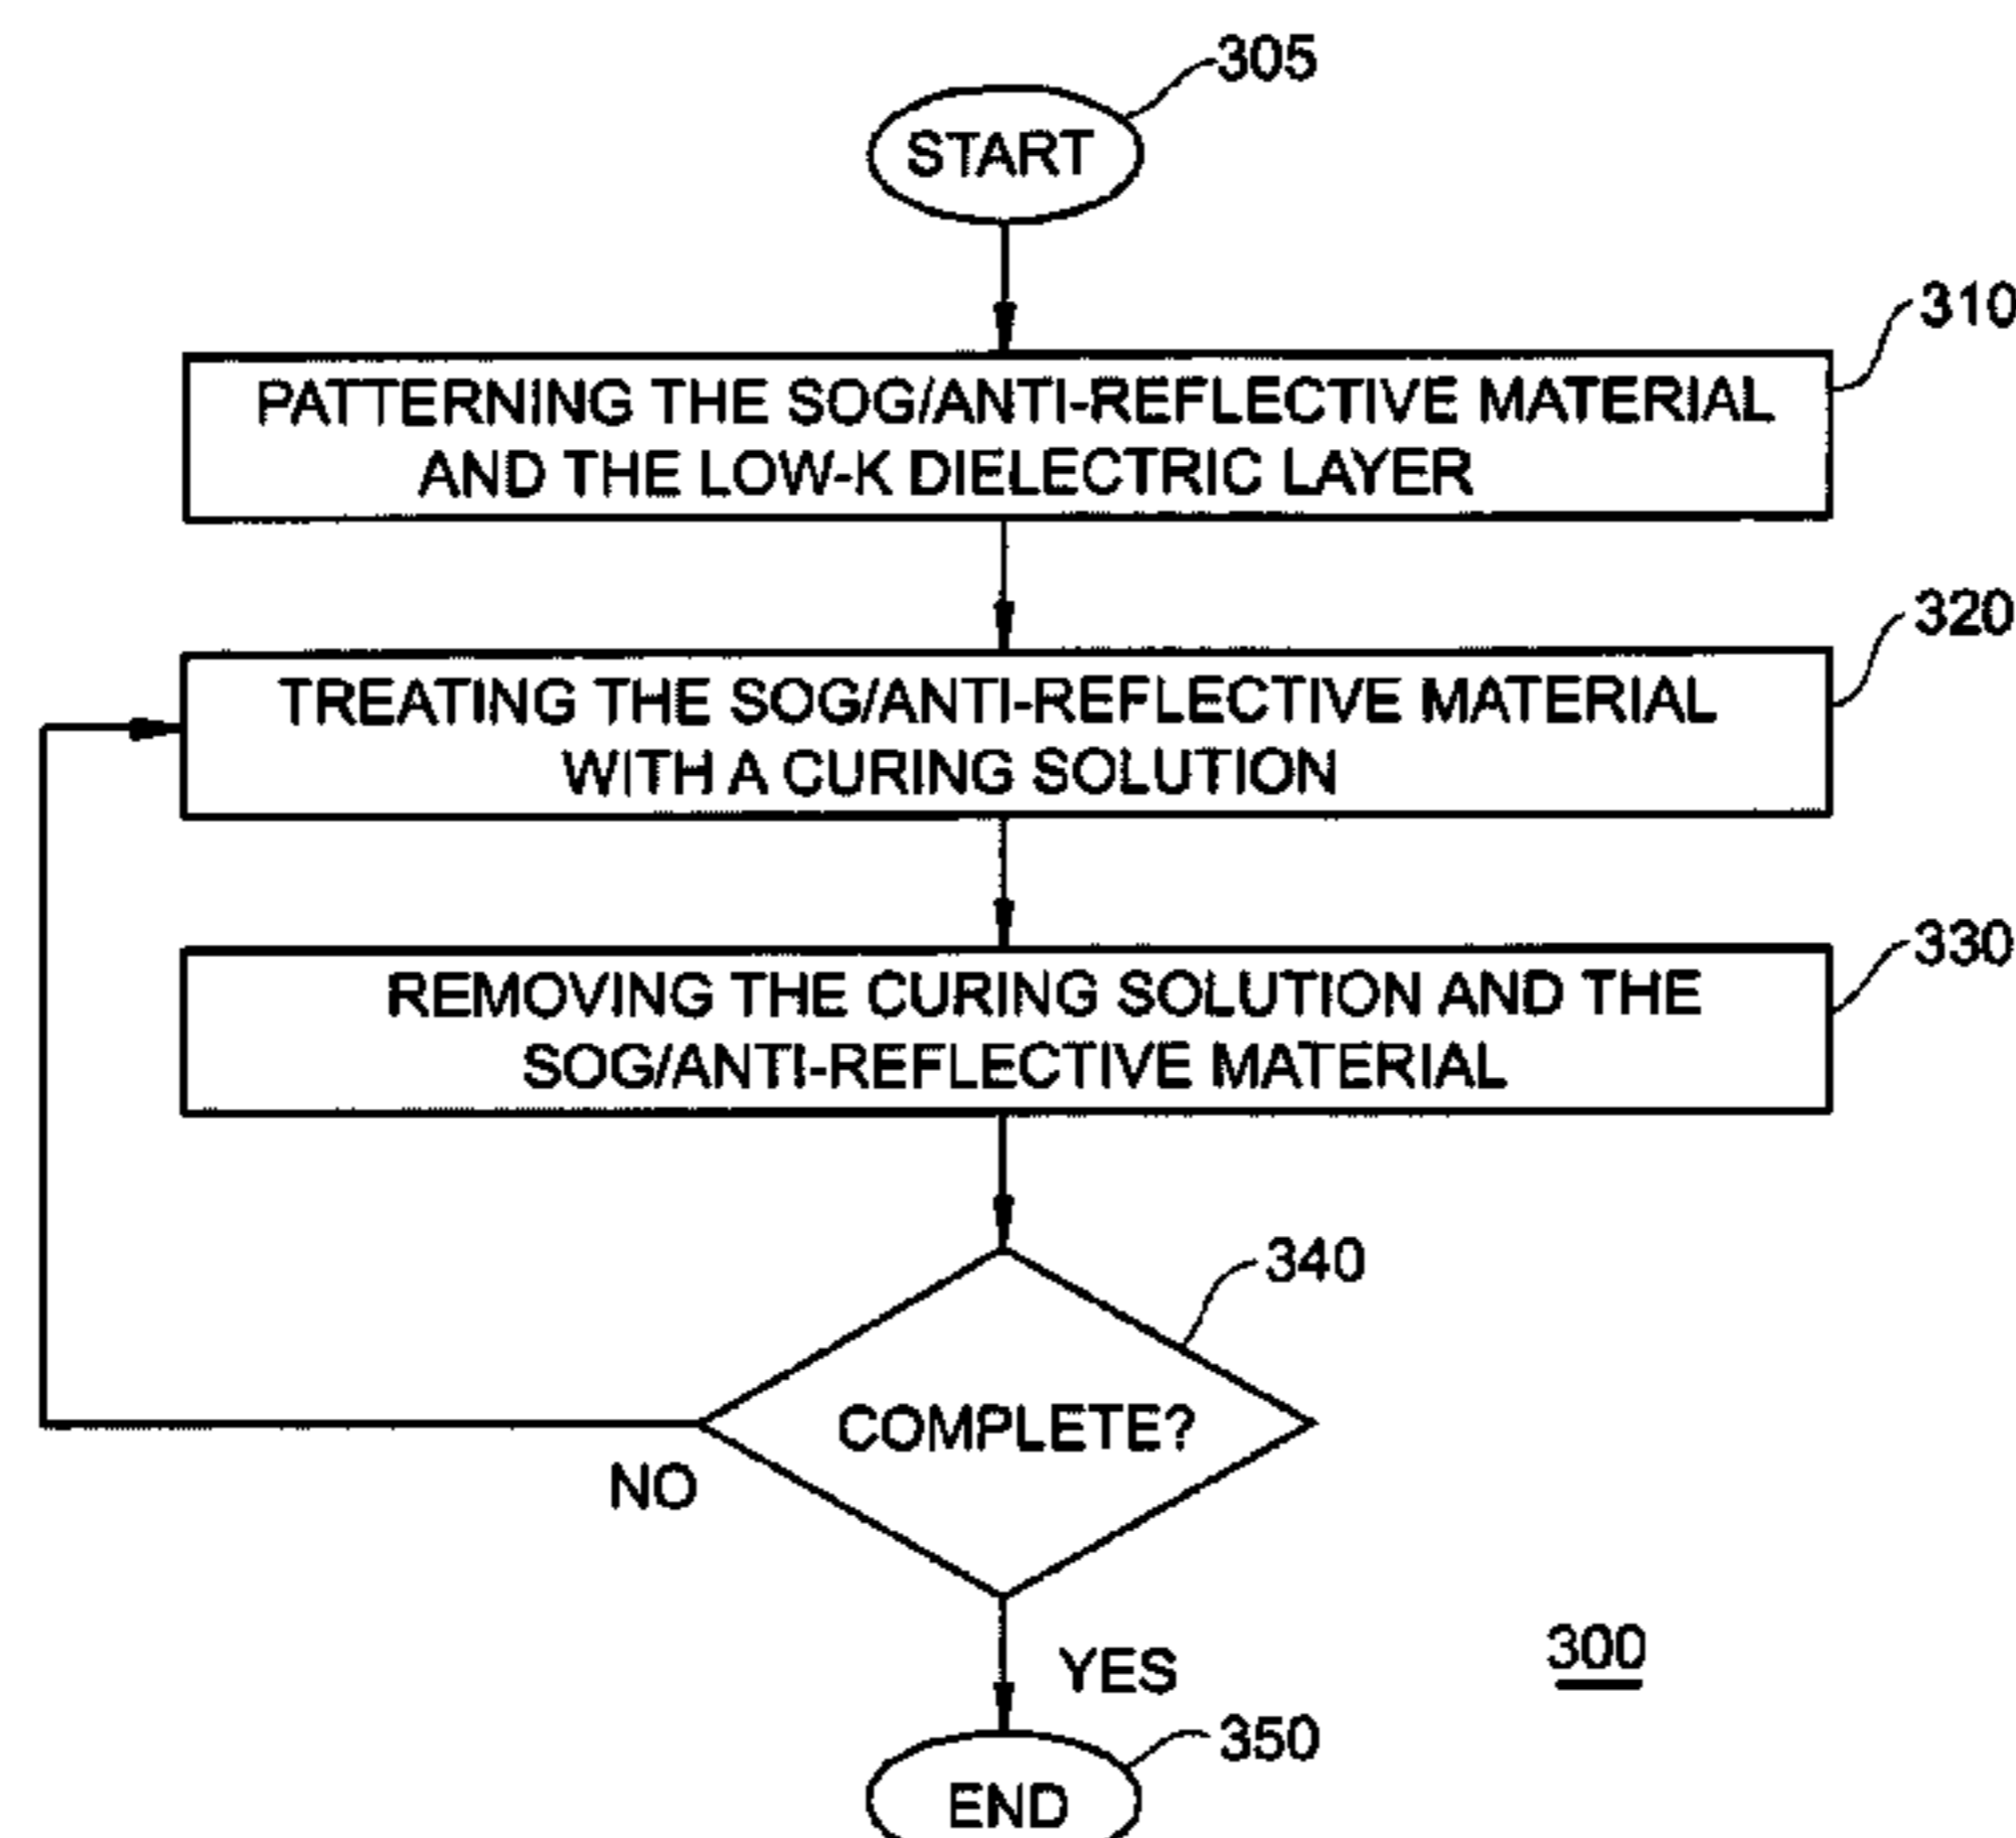 305
START
310
PATTERNING THE SOG/ANTI-REFLECTIVE MATERIAL
AND THE LOW-K DIELECTRIC LAYER
320
TREATING THE SOG/ANTI-REFLECTIVE MATERIAL
WITH A CURING SOLUTION
330
REMOVING THE CURING SOLUTION AND THE
SOG/ANTI-REFLECTIVE MATERIAL
340
COMPLETE?
NO
YES
300
350
END